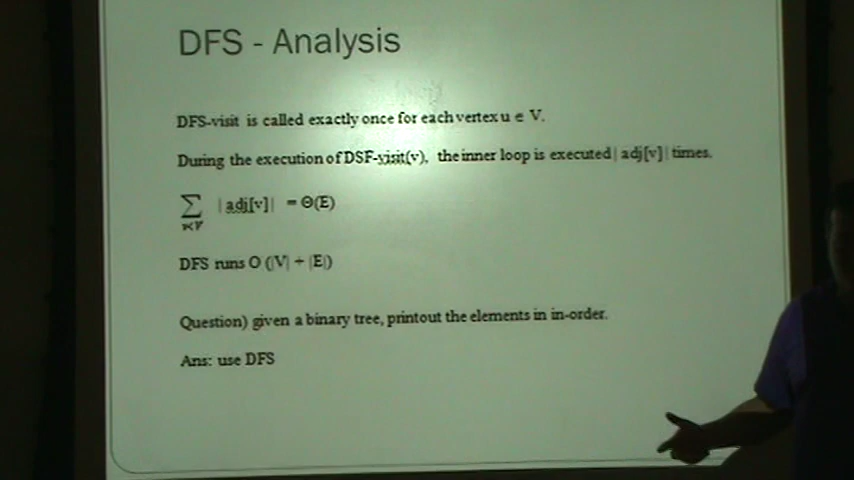 DFS - Analysis
DFS-visit is called exactly once for each vertex u ∈ V.
During the execution of DSF-visit(v), the inner loop is executed | adj[v] | times.
∑ | adj[v] | = Θ(E)
v∈V
DFS runs O (|V| + |E|)
Question) given a binary tree, printout the elements in in-order.
Ans: use DFS